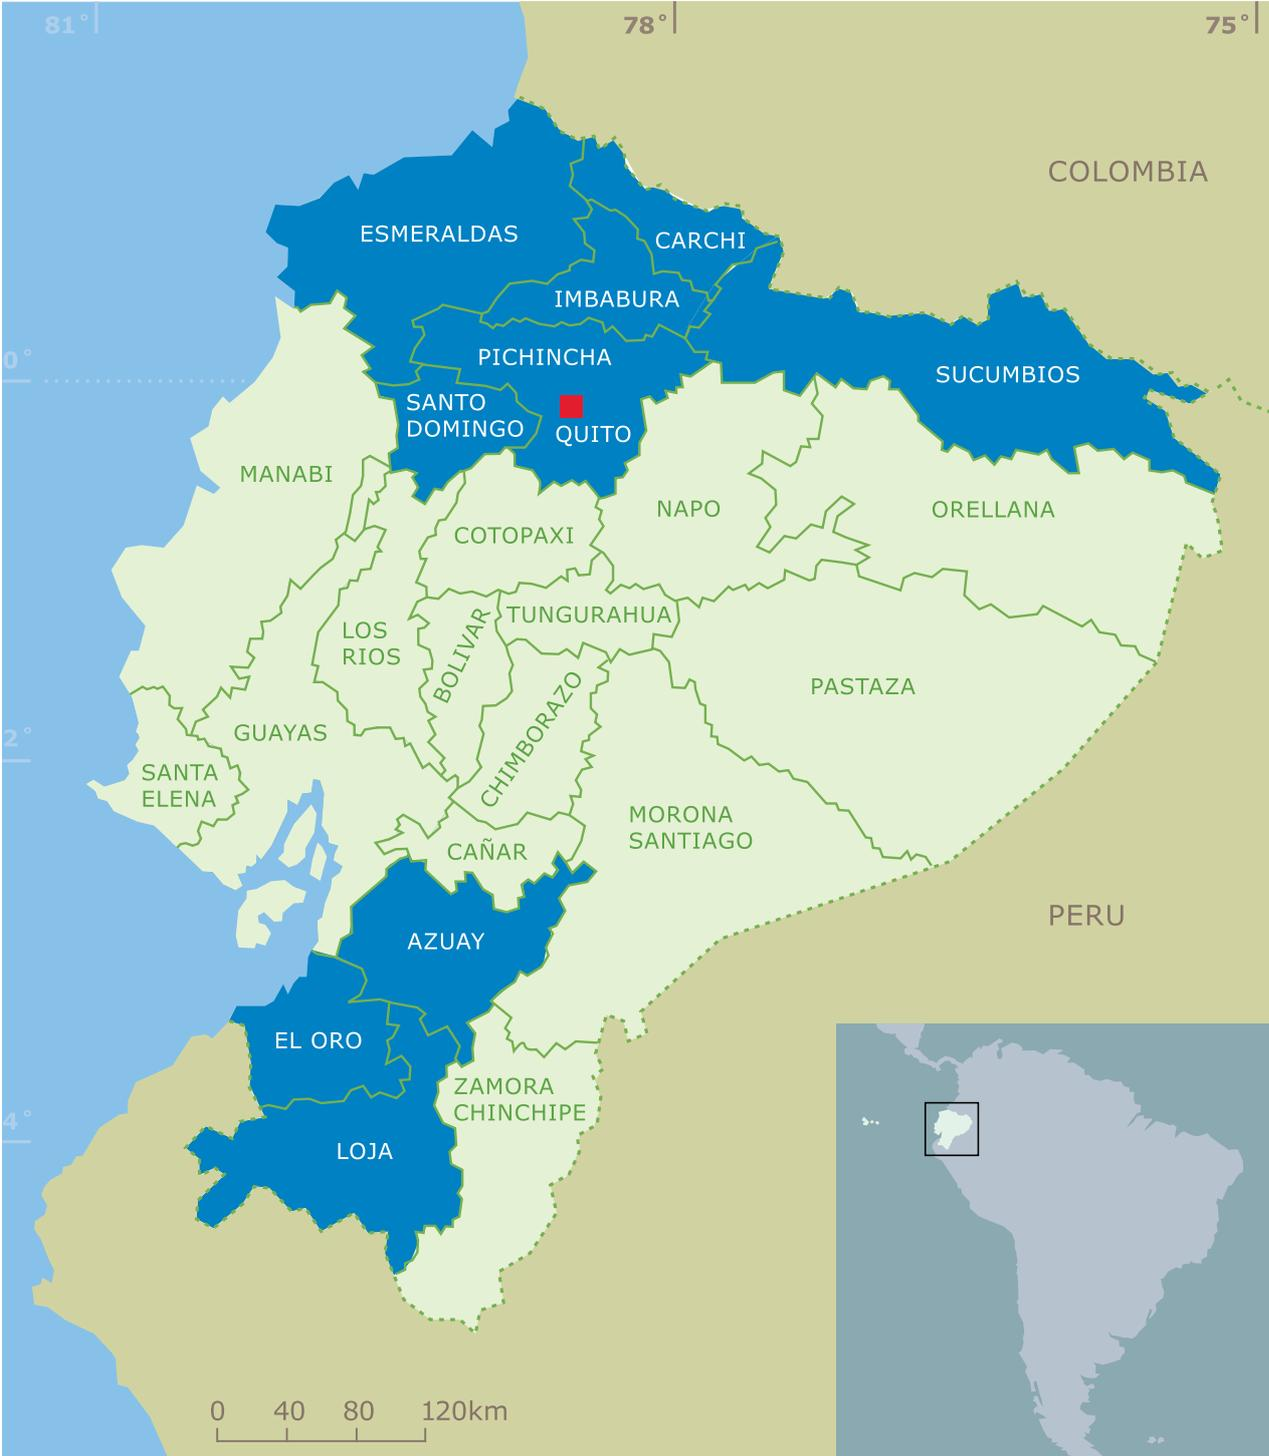 81°
78°
75°
COLOMBIA
ESMERALDAS
CARCHI
IMBABURA
0°
PICHINCHA
SUCUMBIOS
SANTO
DOMINGO
QUITO
MANABI
NAPO
ORELLANA
COTOPAXI
TUNGURAHUA
LOS
RIOS
BOLIVAR
PASTAZA
CHIMBORAZO
GUAYAS
2°
SANTA
ELENA
MORONA
SANTIAGO
CAÑAR
PERU
AZUAY
EL ORO
ZAMORA
CHINCHIPE
4°
LOJA
0 40 80 120km